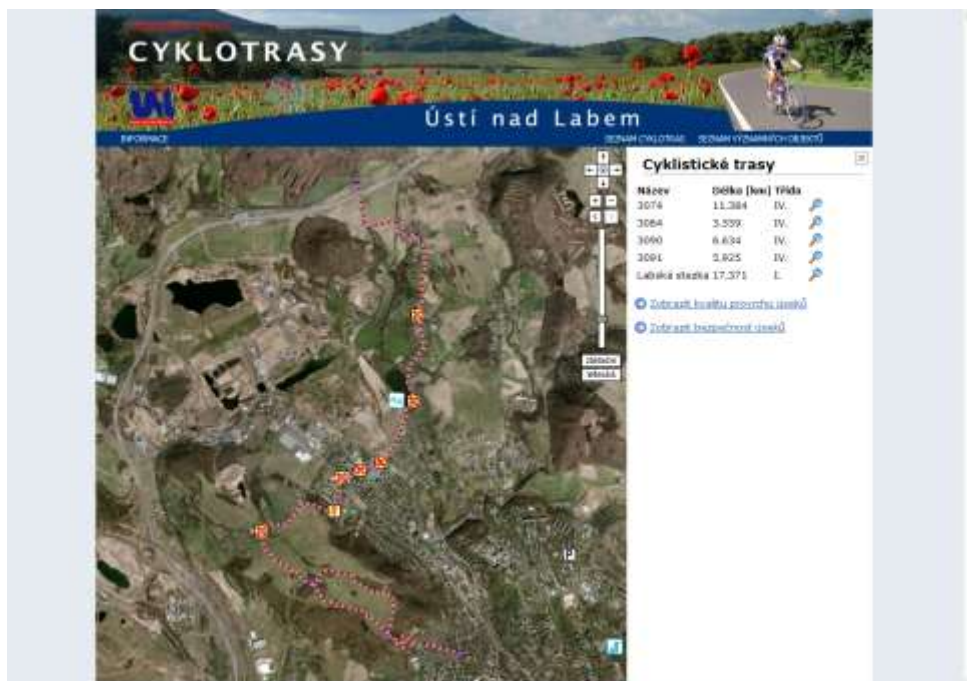 CYKLOTRASY
Ústí nad Labem
INFORMACE
SEZNAM CYKLOTRAS SEZNAM VÝZNAMNÝCH OBJEKTŮ
Cyklistické trasy
Název Délka [km] Třída
3074 11,384 IV.
3084 3,559 IV.
3090 6,634 IV.
3091 5,925 IV.
Labská stezka 17,371 I.
Zobrazit kvalitu povrchu úseků
Zobrazit bezpečnost úseků
P